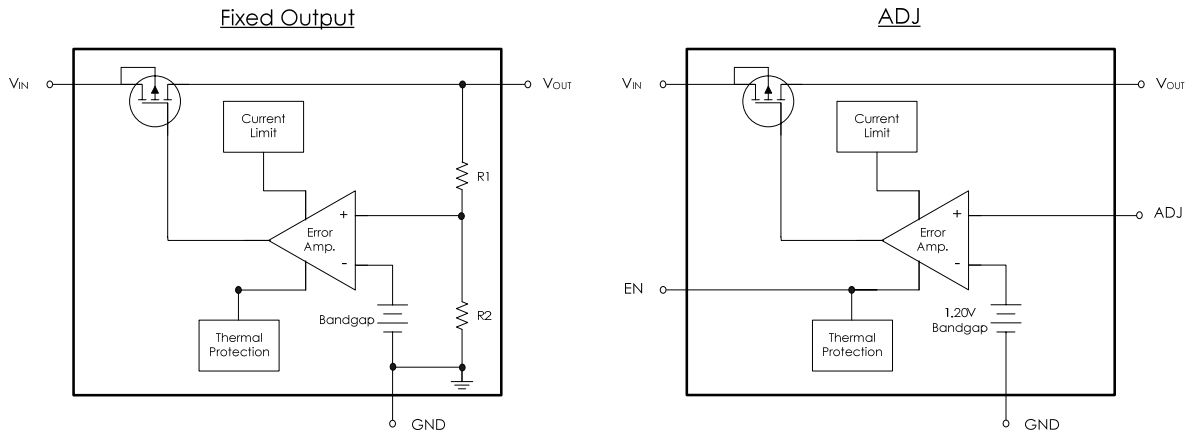 Fixed Output
VIN
VOUT
Current
Limit
R1
+
Error
Amp.
-
Bandgap
R2
Thermal
Protection
GND
ADJ
VIN
VOUT
Current
Limit
+
ADJ
Error
Amp.
-
EN
1.20V
Bandgap
Thermal
Protection
GND